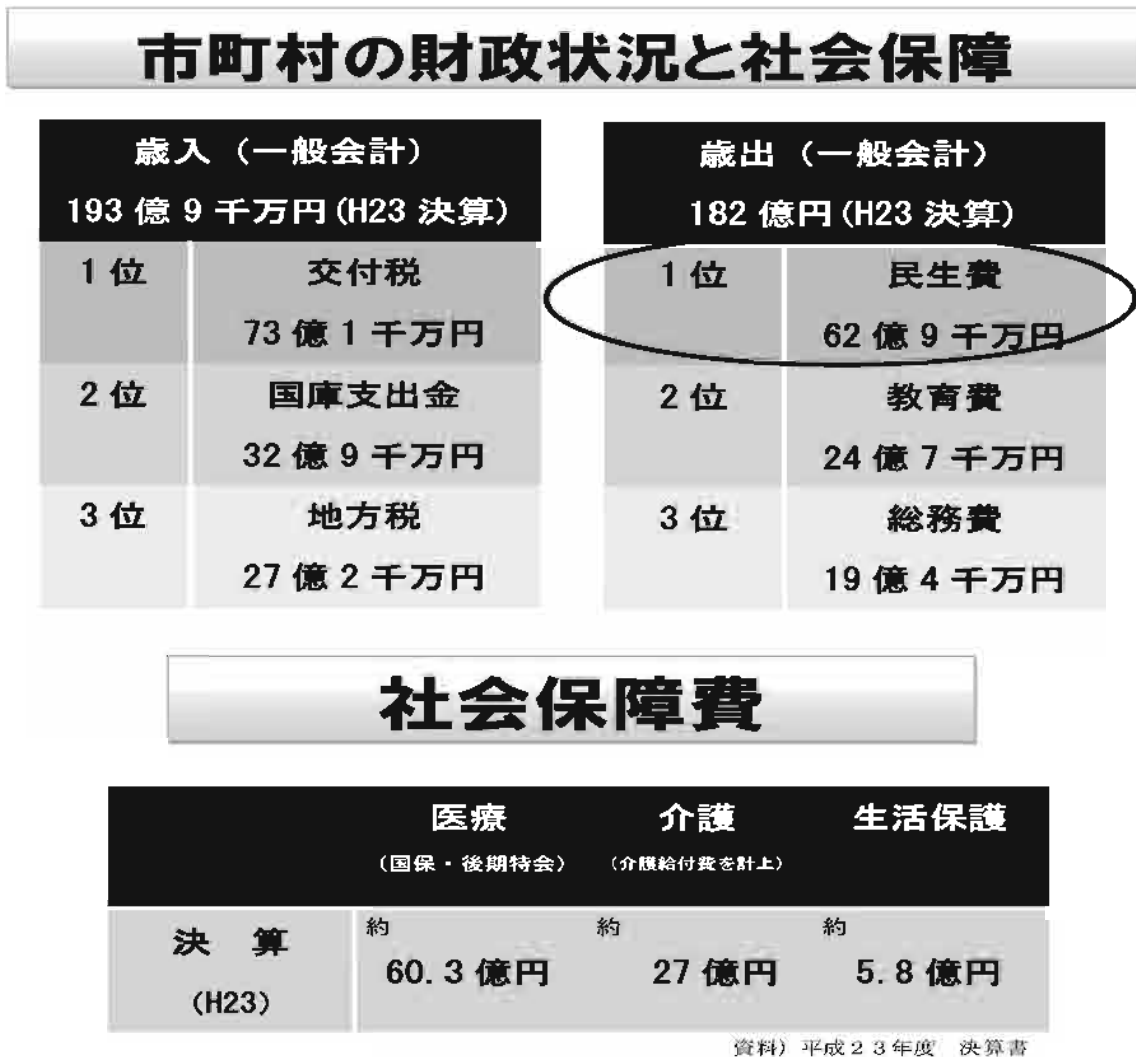 市町村の財政状況と社会保障
歳入（一般会計）
193億9千万円(H23決算)
1位 交付税
73億1千万円
2位 国庫支出金
32億9千万円
3位 地方税
27億2千万円
歳出（一般会計）
182億円(H23決算)
1位 民生費
62億9千万円
2位 教育費
24億7千万円
3位 総務費
19億4千万円
社会保障費
医療 介護 生活保護
（国保・後期特会） （介護給付費を計上）
決　算
(H23)
約 約 約
60.3億円 27億円 5.8億円
資料）平成２３年度　決算書